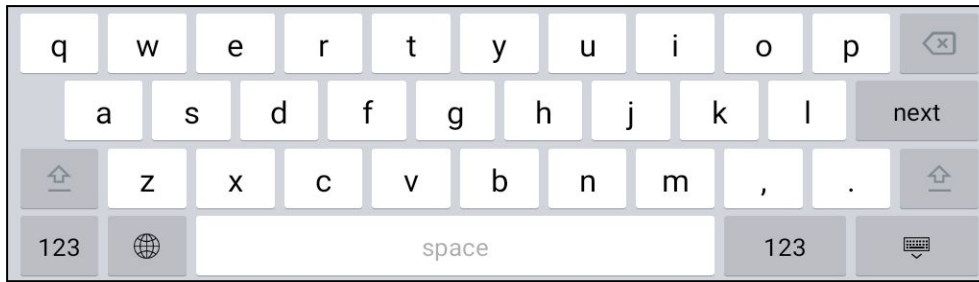 q w e r t y u i o p
a s d f g h j k l next
z x c v b n m , .
123 space 123